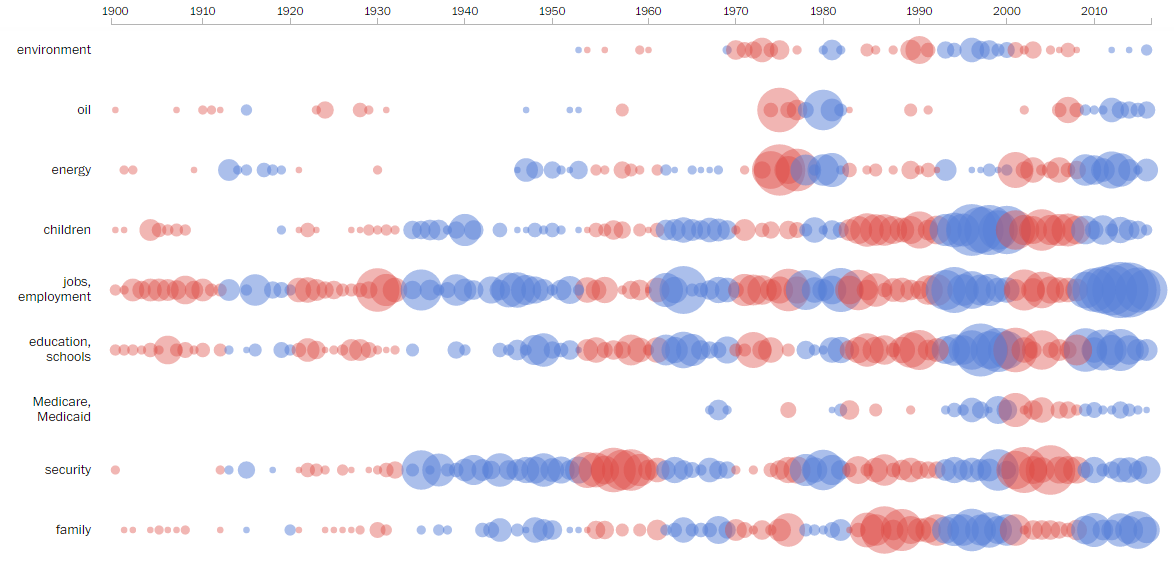 1900 1910 1920 1930 1940 1950 1960 1970 1980 1990 2000 2010
environment
oil
energy
children
jobs,
employment
education,
schools
Medicare,
Medicaid
security
family